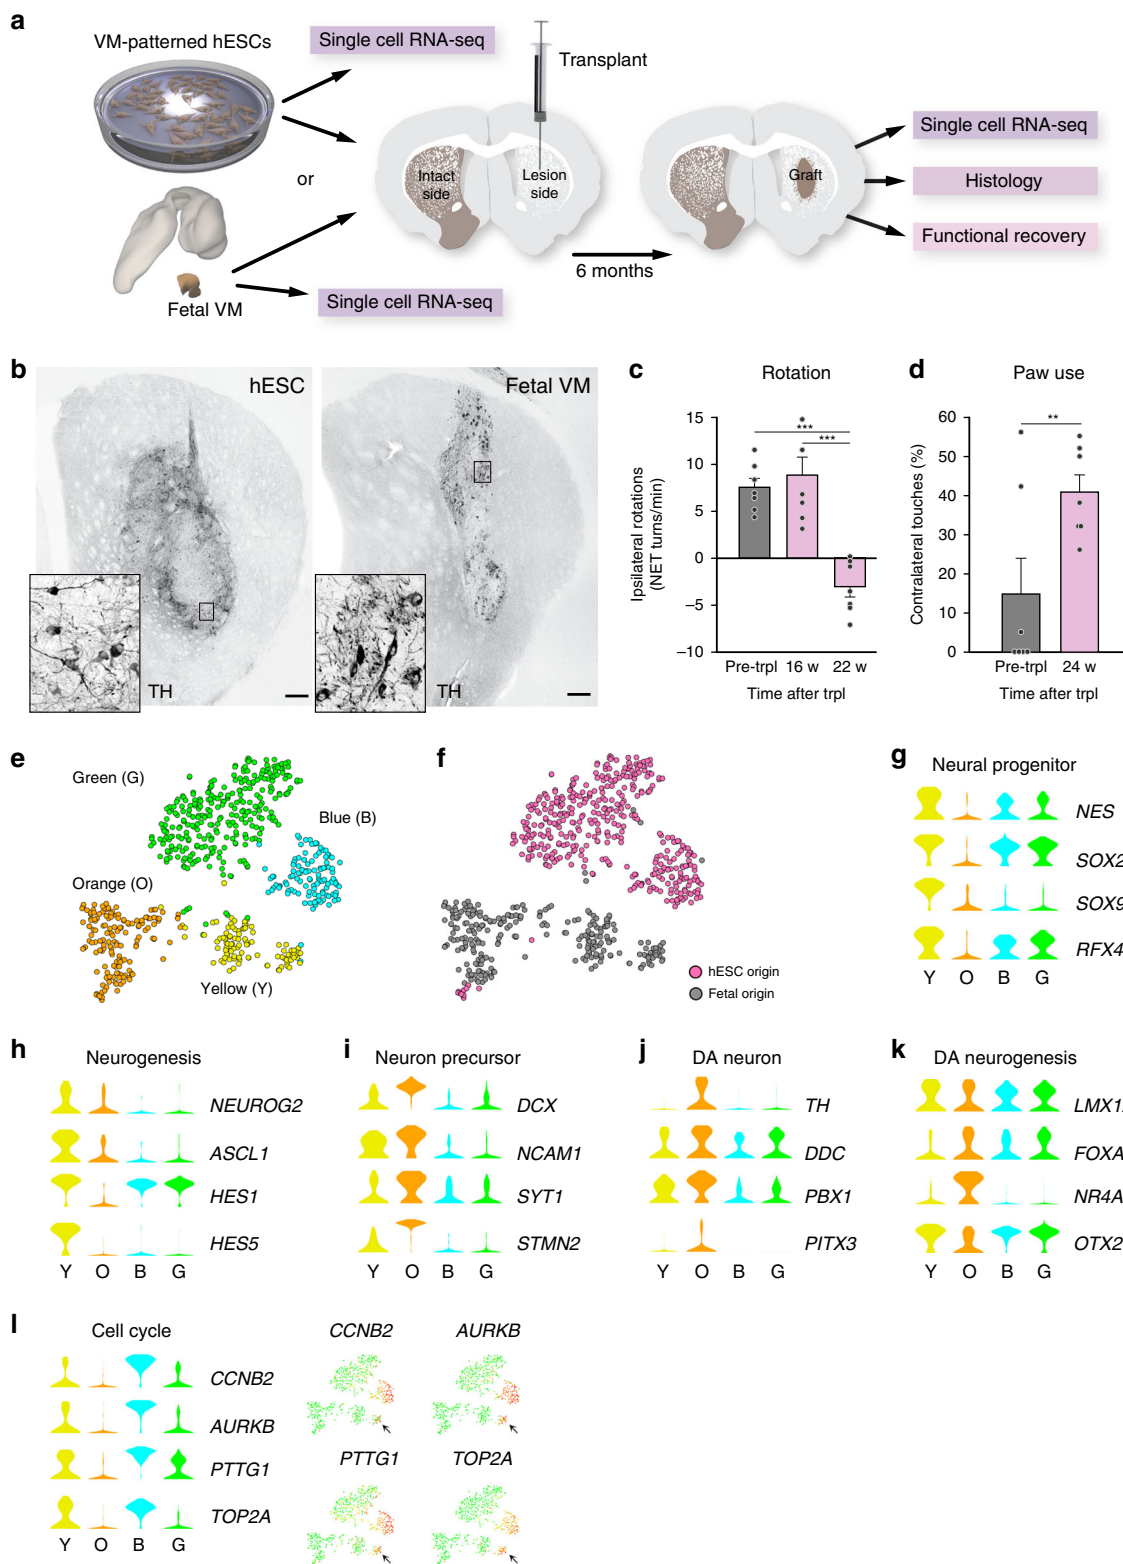 a
VM-patterned hESCs
Single cell RNA-seq
Transplant
Intact
side
Lesion
side
or
Graft
Single cell RNA-seq
Histology
Functional recovery
6 months
Fetal VM
Single cell RNA-seq
b
hESC
TH
Fetal VM
TH
c
Rotation
Ipsilateral rotations
(NET turns/min)
15
10
5
0
–5
–10
***
***
Pre-trpl 16 w 22 w
Time after trpl
d
Paw use
Contralateral touches (%)
60
50
40
30
20
10
0
**
Pre-trpl 24 w
Time after trpl
e
Green (G)
Blue (B)
Orange (O)
Yellow (Y)
f
hESC origin
Fetal origin
g
Neural progenitor
NES
SOX2
SOX9
RFX4
Y O B G
h
Neurogenesis
NEUROG2
ASCL1
HES1
HES5
Y O B G
i
Neuron precursor
DCX
NCAM1
SYT1
STMN2
Y O B G
j
DA neuron
TH
DDC
PBX1
PITX3
Y O B G
k
DA neurogenesis
LMX1
FOXA
NR4A
OTX2
Y O B G
l
Cell cycle
CCNB2
AURKB
PTTG1
TOP2A
Y O B G
CCNB2 AURKB
PTTG1 TOP2A